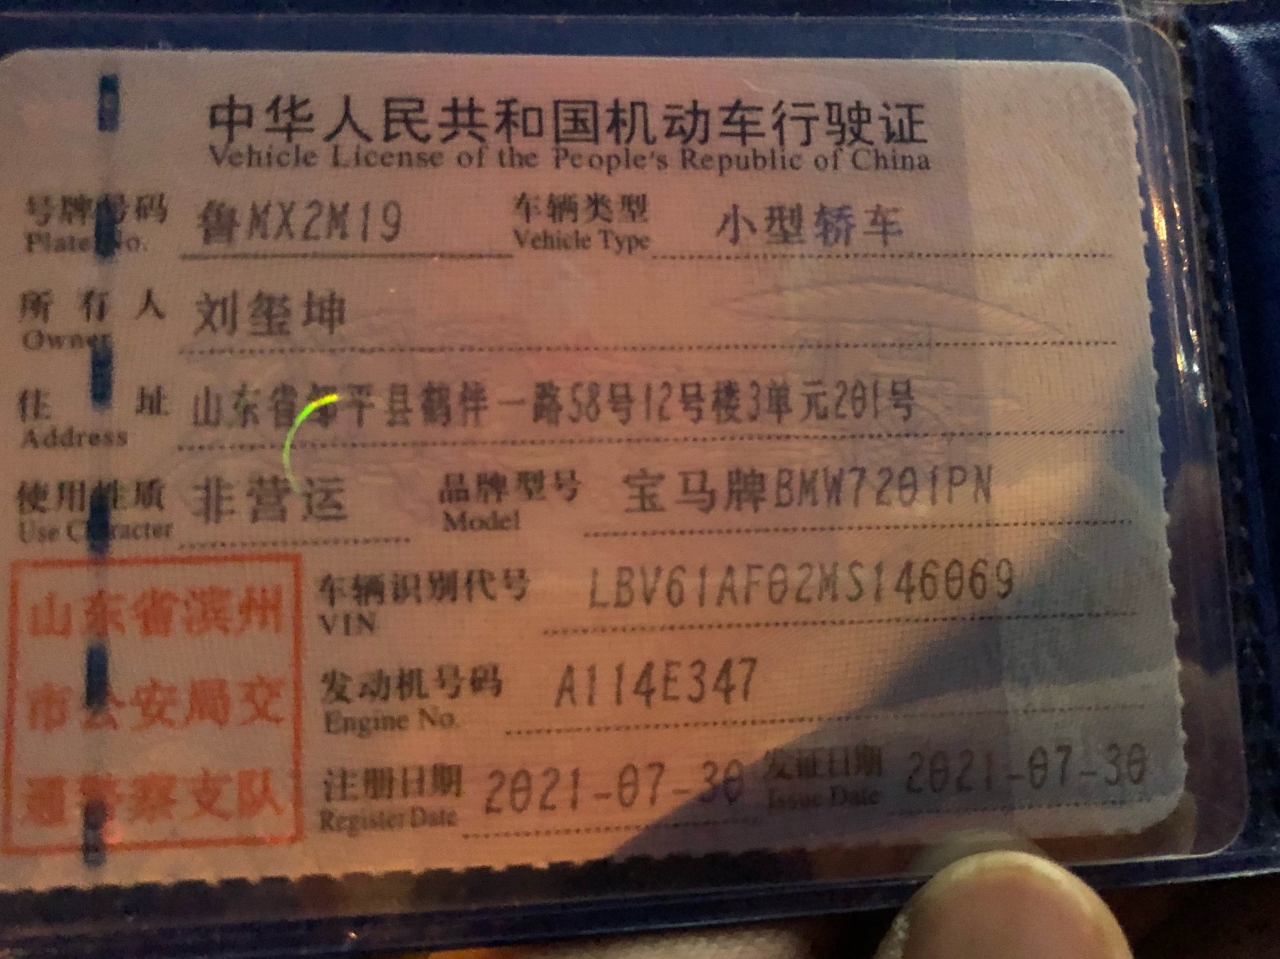 中华人民共和国机动车行驶证
Vehicle License of the People's Republic of China
号牌号码 鲁MX2M19 车辆类型 小型轿车
Plate No. Vehicle Type
所有人 刘玺坤
Owner
住址 山东省邹平县鹤伴一路58号12号楼3单元201号
Address
使用性质 非营运 品牌型号 宝马牌BMW7201PN
Use Character Model
车辆识别代号 LBV61AF02MS146069
VIN
发动机号码 A114E347
Engine No.
注册日期 2021-07-30 发证日期 2021-07-30
Register Date Issue Date
山东省滨州
市公安局交
通警察支队